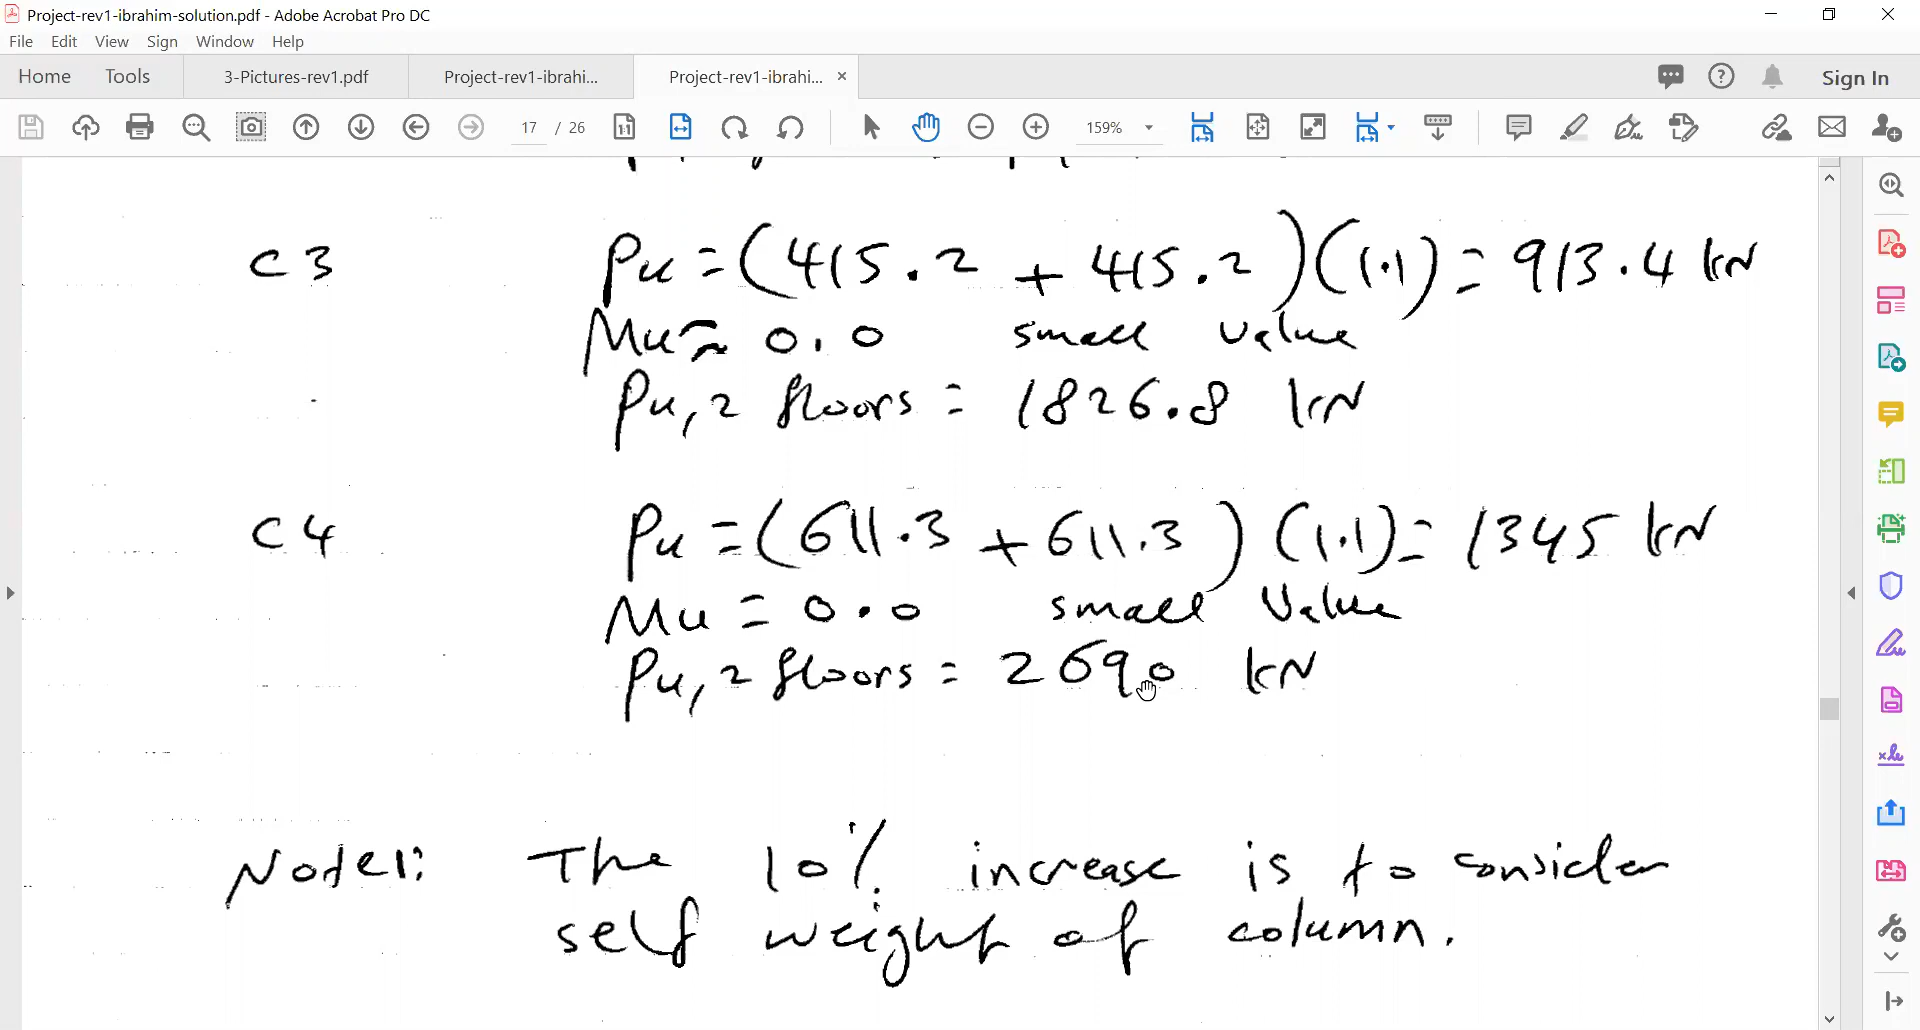 Project-rev1-ibrahim-solution.pdf - Adobe Acrobat Pro DC
File Edit View Sign Window Help
Home Tools 3-Pictures-rev1.pdf Project-rev1-ibrahi... Project-rev1-ibrahi... × Sign In
17 / 26 159%
C3 Pu = (415.2 + 415.2)(1.1) = 913.4 kN
Mu ≈ 0.0 small value
Pu, 2 floors = 1826.8 kN
C4 Pu = (611.3 + 611.3) (1.1) = 1345 kN
Mu = 0.0 small value
Pu, 2 floors = 2690 kN
Note1: The 10% increase is to consider
self weight of column.